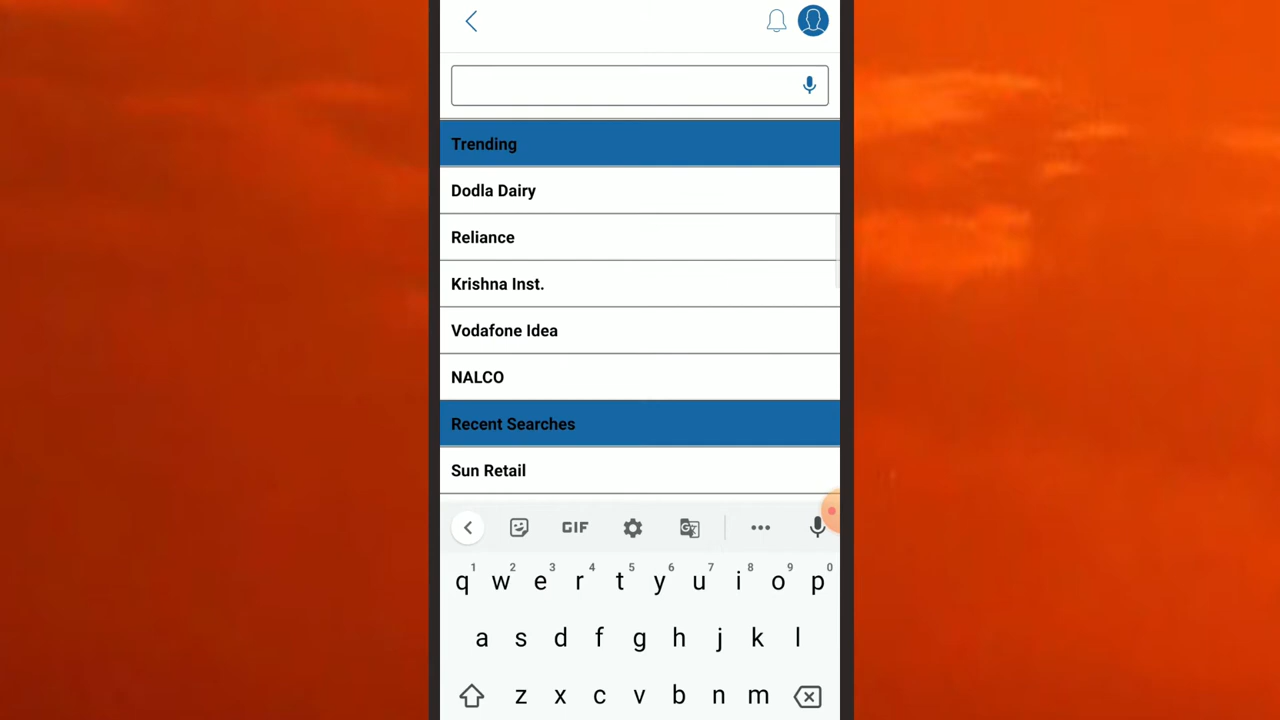 Trending
Dodla Dairy
Reliance
Krishna Inst.
Vodafone Idea
NALCO
Recent Searches
Sun Retail
GIF
1 2 3 4 5 6 7 8 9 0
q w e r t y u i o p
a s d f g h j k l
z x c v b n m